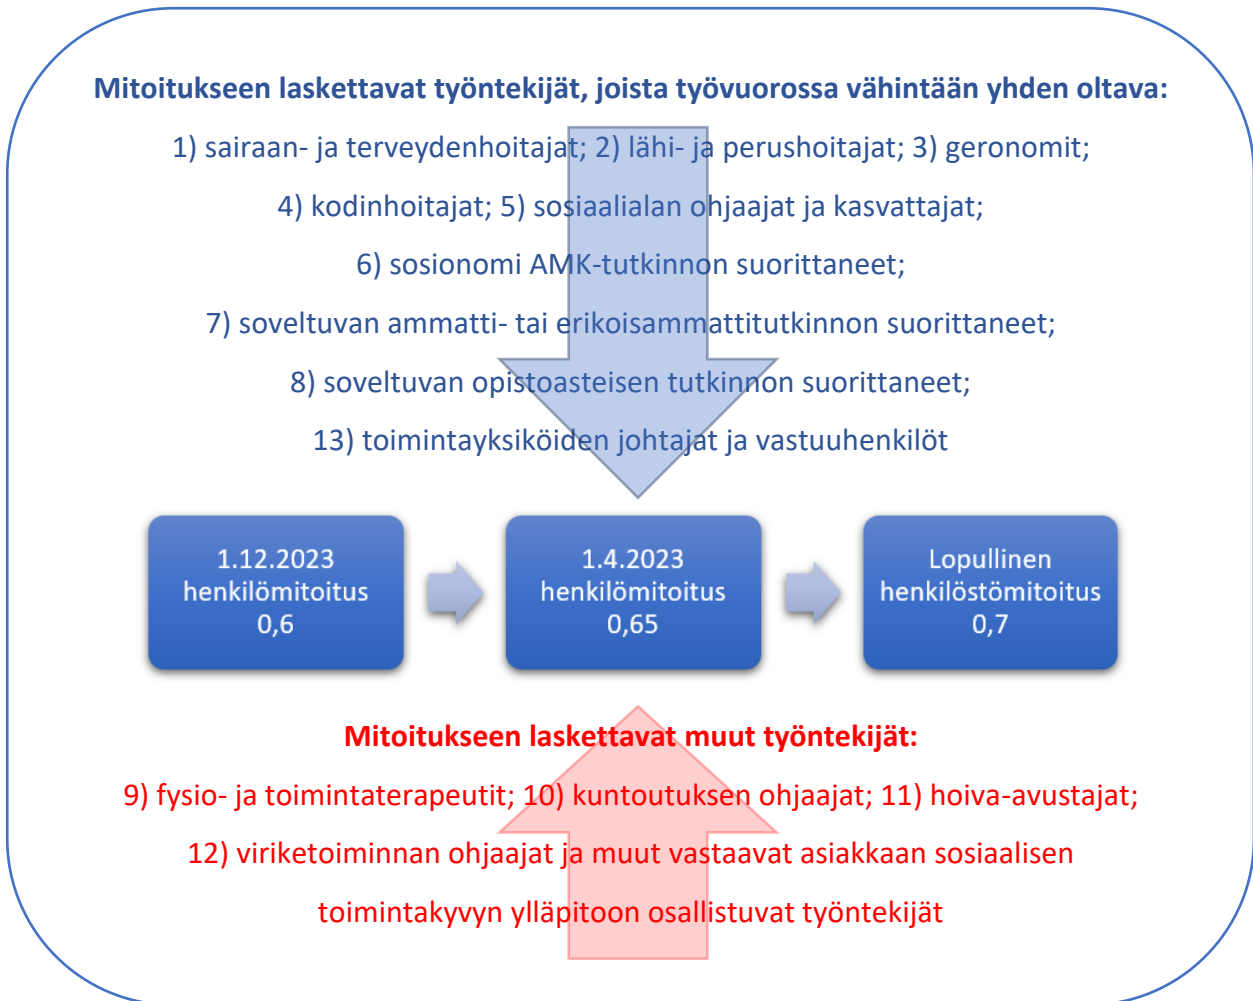 Mitoitukseen laskettavat työntekijät, joista työvuorossa vähintään yhden oltava:
1) sairaan- ja terveydenhoitajat; 2) lähi- ja perushoitajat; 3) geronomit;
4) kodinhoitajat; 5) sosiaalialan ohjaajat ja kasvattajat;
6) sosionomi AMK-tutkinnon suorittaneet;
7) soveltuvan ammatti- tai erikoisammattitutkinnon suorittaneet;
8) soveltuvan opistoasteisen tutkinnon suorittaneet;
13) toimintayksiköiden johtajat ja vastuuhenkilöt
1.12.2023
henkilömitoitus
0,6
1.4.2023
henkilömitoitus
0,65
Lopullinen
henkilöstömitoitus
0,7
Mitoitukseen laskettavat muut työntekijät:
9) fysio- ja toimintaterapeutit; 10) kuntoutuksen ohjaajat; 11) hoiva-avustajat;
12) viriketoiminnan ohjaajat ja muut vastaavat asiakkaan sosiaalisen
toimintakyvyn ylläpitoon osallistuvat työntekijät